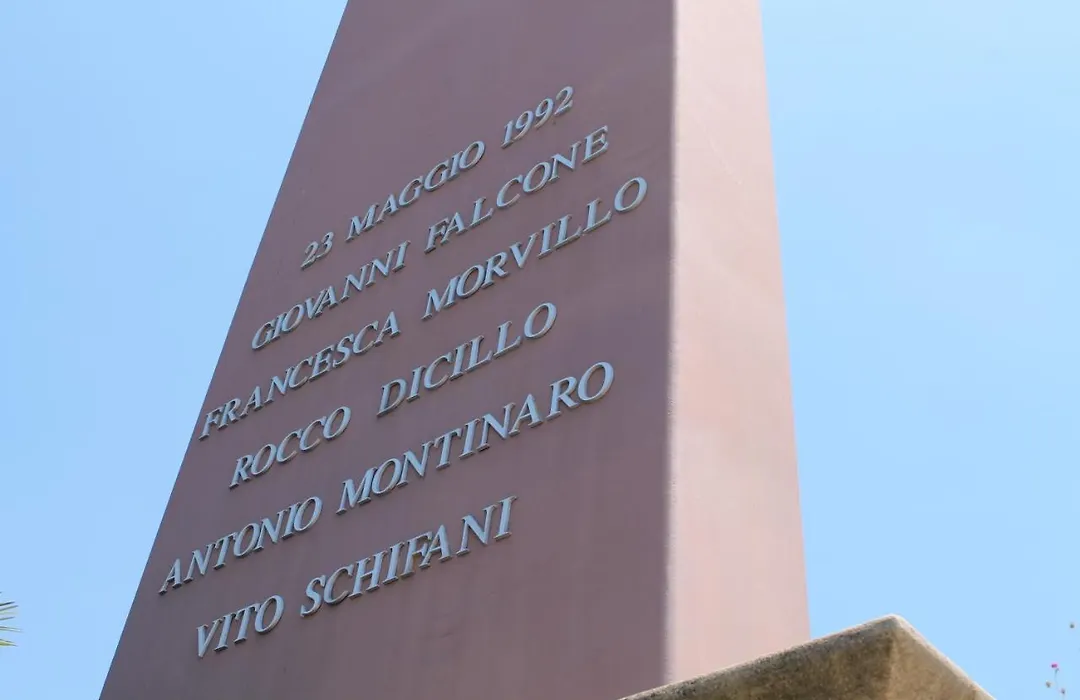 23 MAGGIO 1992
GIOVANNI FALCONE
FRANCESCA MORVILLO
ROCCO DICILLO
ANTONIO MONTINARO
VITO SCHIFANI